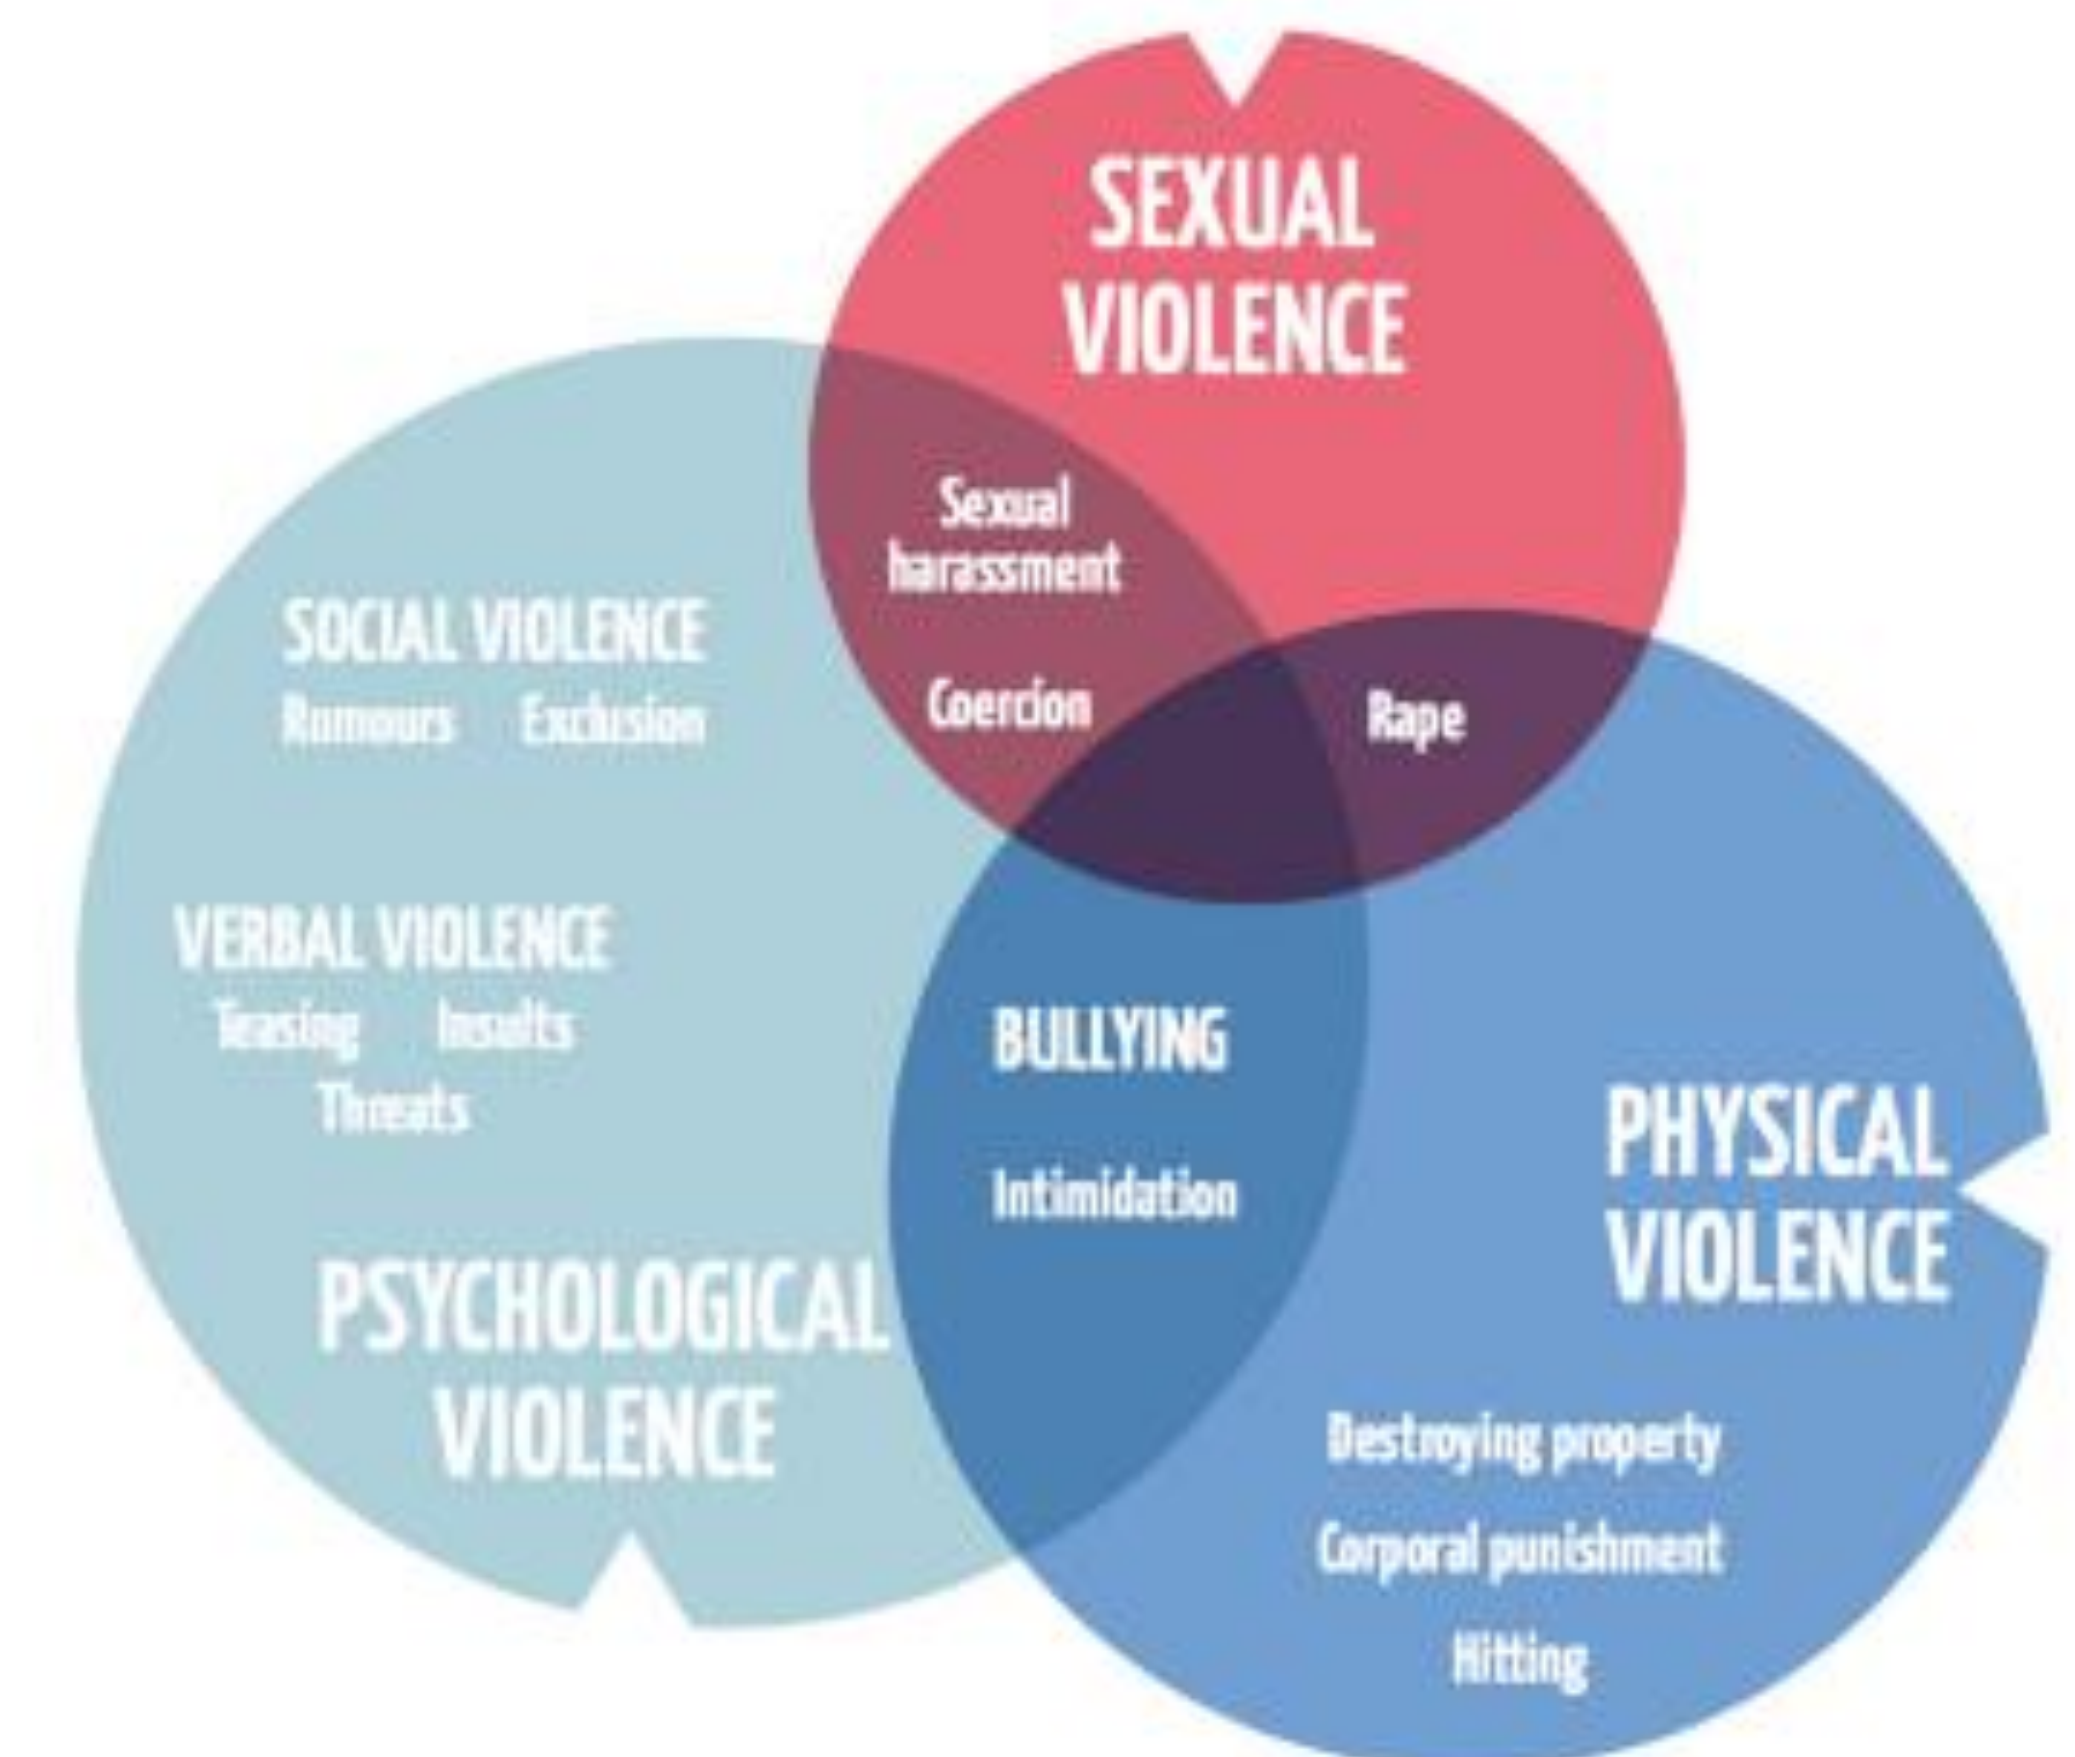 SEXUAL
VIOLENCE
Sexual
harassment
Coercion
Rape
SOCIAL VIOLENCE
Rumours Exclusion
VERBAL VIOLENCE
Teasing Insults
Threats
PSYCHOLOGICAL
VIOLENCE
BULLYING
Intimidation
PHYSICAL
VIOLENCE
Destroying property
Corporal punishment
Hitting